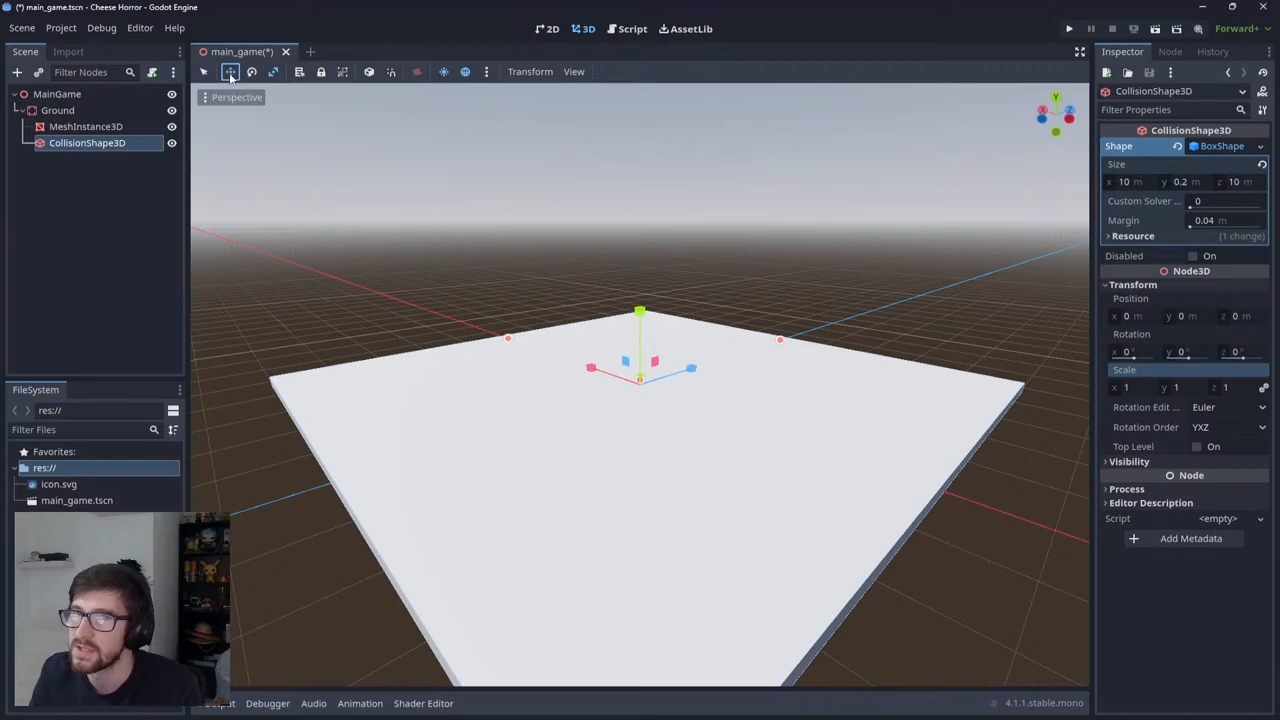 (*) main_game.tscn - Cheese Horror - Godot Engine
Scene Project Debug Editor Help
2D 3D Script AssetLib
Forward+
Scene Import
Filter Nodes
MainGame
Ground
MeshInstance3D
CollisionShape3D
main_game(*)
Transform View
Perspective
Y
X
Z
FileSystem
res://
Filter Files
Favorites:
res://
icon.svg
main_game.tscn
Debugger Audio Animation Shader Editor
4.1.1.stable.mono
Inspector Node History
CollisionShape3D
Filter Properties
CollisionShape3D
Shape BoxShape
Size
x 10 m y 0.2 m z 10 m
Custom Solver ... 0
Margin 0.04 m
Resource (1 change)
Disabled On
Node3D
Transform
Position
x 0 m y 0 m z 0 m
Rotation
x 0 ° y 0 ° z 0 °
Scale
x 1 y 1 z 1
Rotation Edit ... Euler
Rotation Order YXZ
Top Level On
Visibility
Node
Process
Editor Description
Script <empty>
Add Metadata